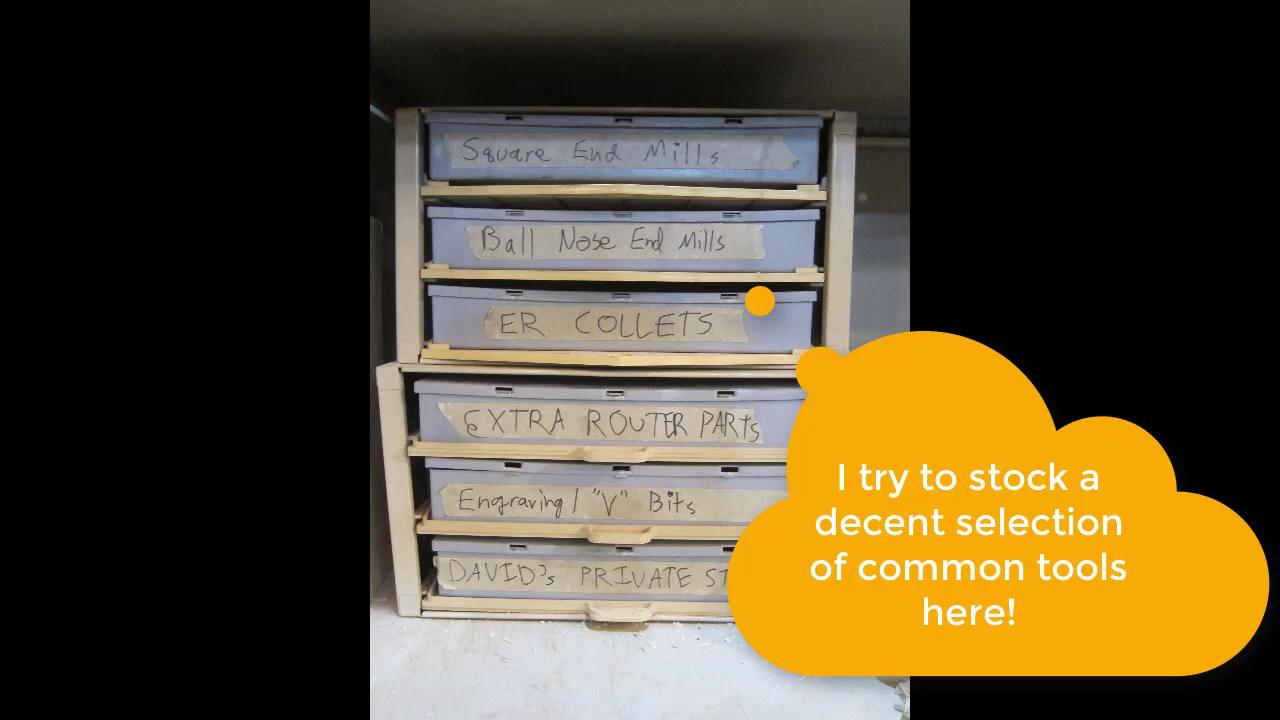 Square End Mills
Ball Nose End Mills
ER COLLETS
EXTRA ROUTER PARTS
Engraving / "V" Bits
DAVID's PRIVATE
I try to stock a
decent selection
of common tools
here!